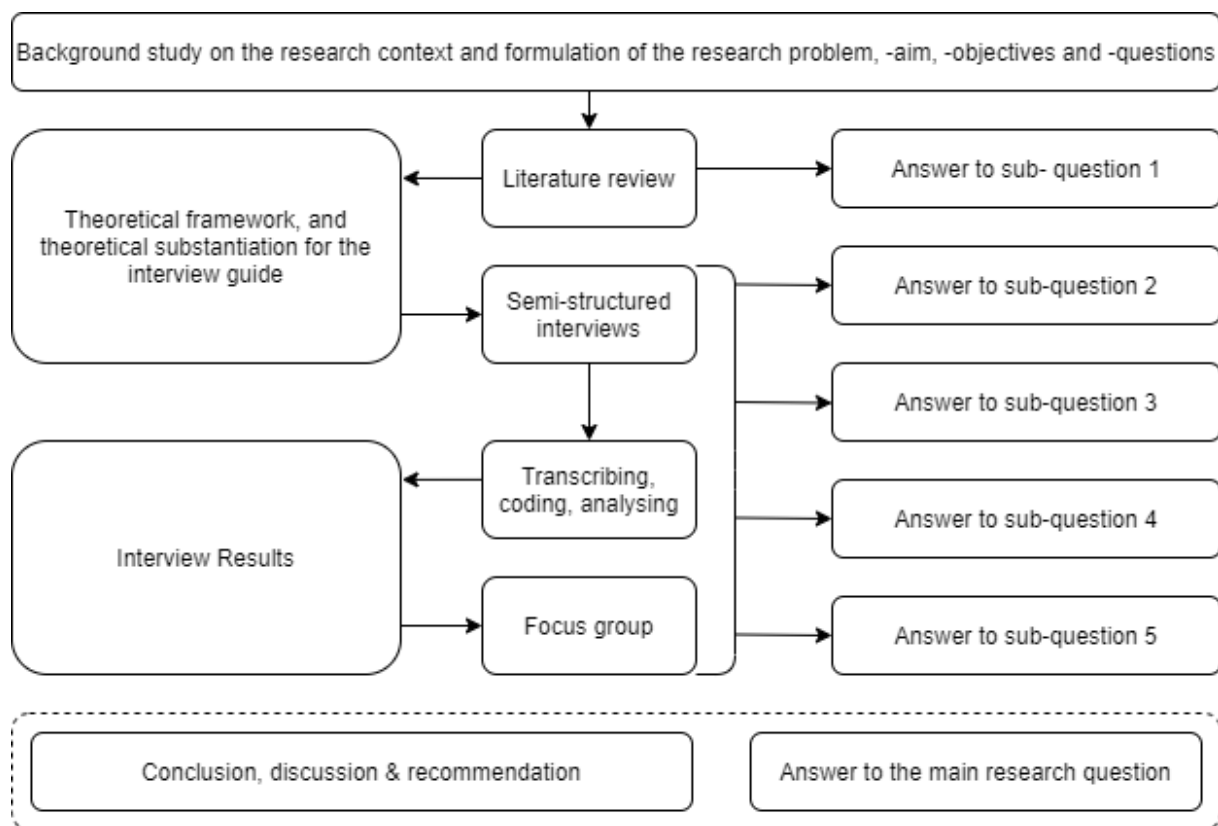 Background study on the research context and formulation of the research problem, -aim, -objectives and -questions
Literature review
Answer to sub- question 1
Theoretical framework, and
theoretical substantiation for the
interview guide
Semi-structured
interviews
Answer to sub-question 2
Answer to sub-question 3
Transcribing,
coding, analysing
Answer to sub-question 4
Interview Results
Focus group
Answer to sub-question 5
Conclusion, discussion & recommendation
Answer to the main research question